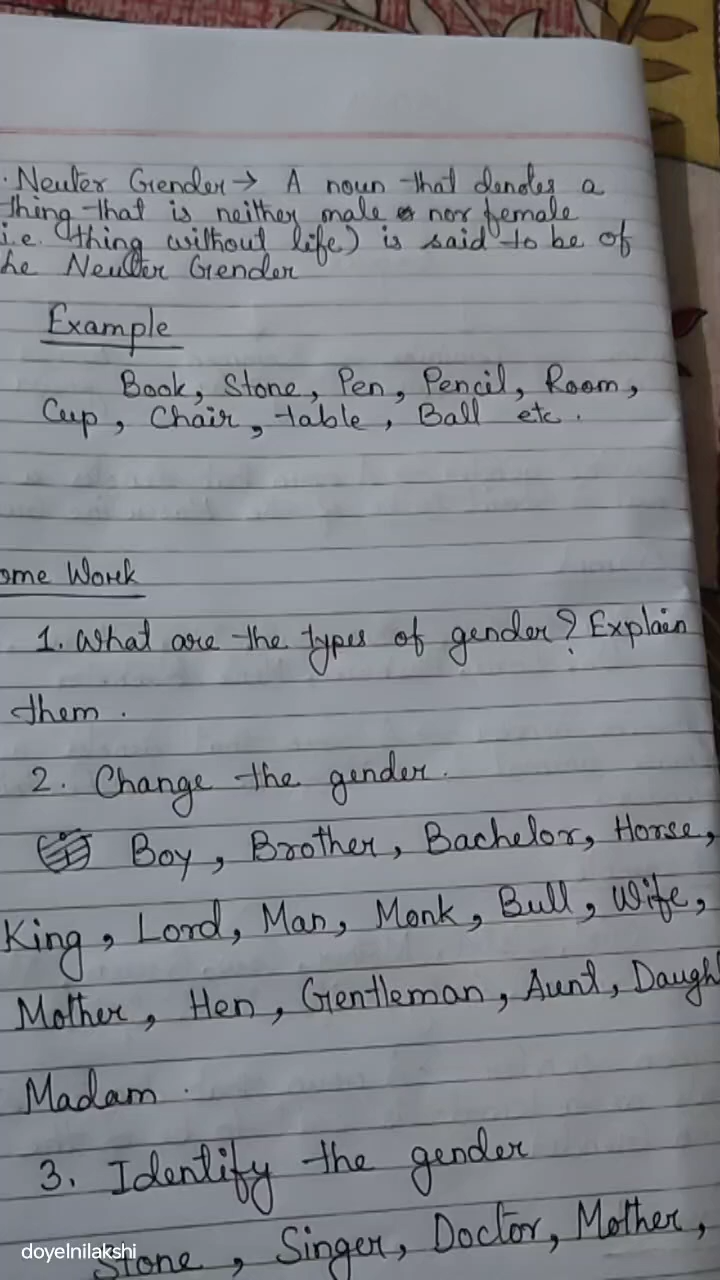 . Neuter Gender → A noun that denotes a
thing that is neither male nor female
i.e. (thing without life) is said to be of
he Neuter Gender
Example
Book, Stone, Pen, Pencil, Room,
Cup, Chair, table, Ball etc.
ome Work
1. What are the types of gender? Explain
them.
2. Change the gender.
Boy, Brother, Bachelor, Horse,
King, Lord, Man, Monk, Bull, Wife,
Mother, Hen, Gentleman, Aunt, Daugh
Madam.
3. Identify the gender
Stone, Singer, Doctor, Mother,
doyelnilakshi